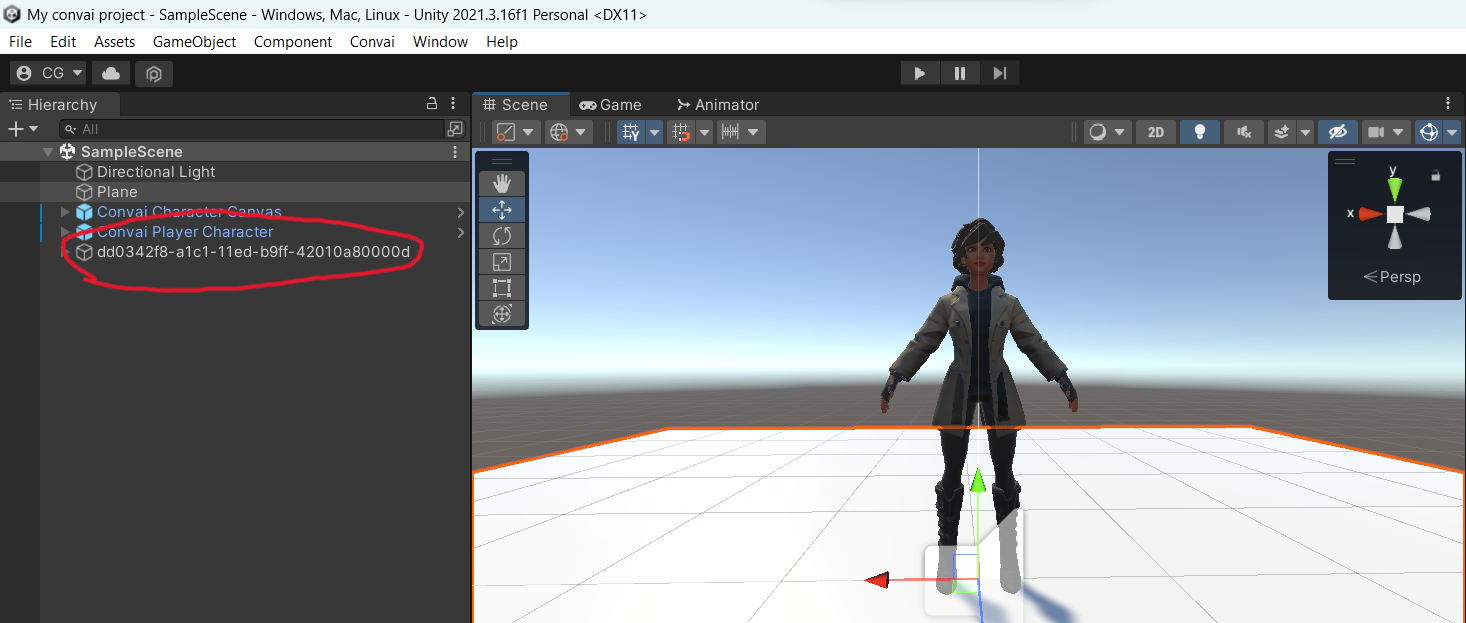 My convai project - SampleScene - Windows, Mac, Linux - Unity 2021.3.16f1 Personal <DX11>
File Edit Assets GameObject Component Convai Window Help
CG
Hierarchy
Scene Game Animator
All
2D
SampleScene
Directional Light
Plane
Convai Character Canvas
Convai Player Character
dd0342f8-a1c1-11ed-b9ff-42010a80000d
y
x
Persp